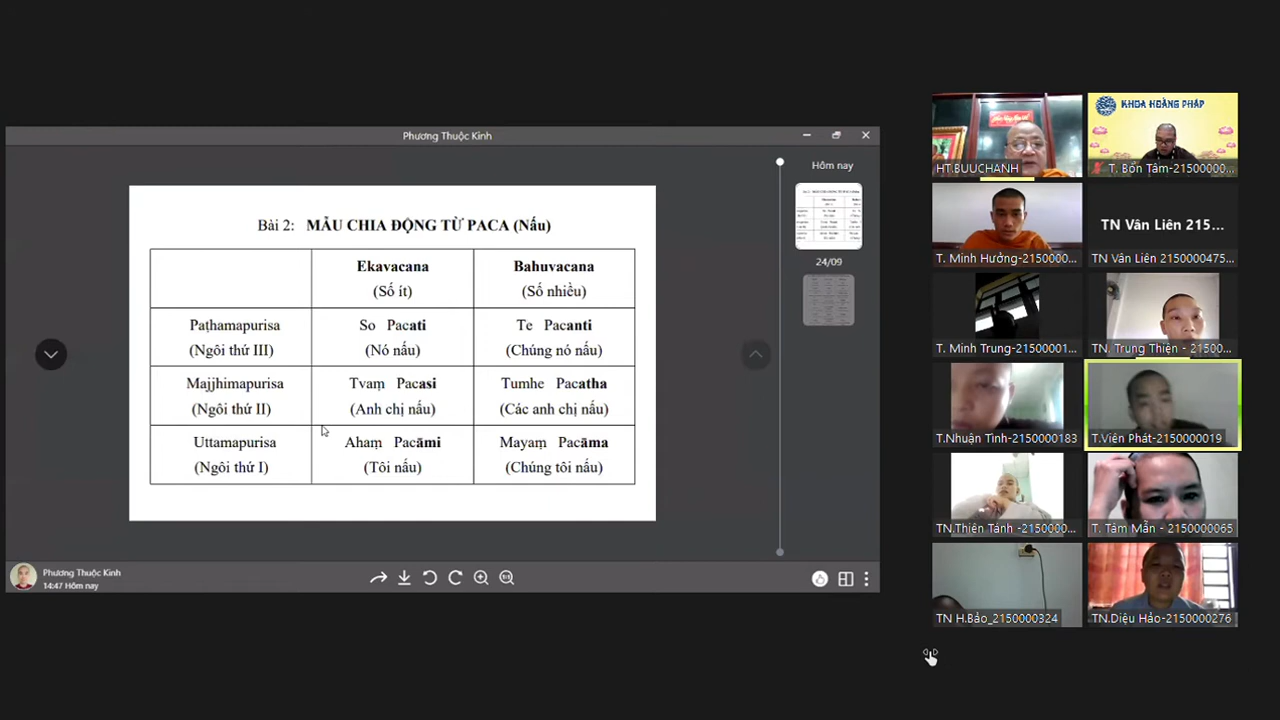 Phương Thuộc Kinh
Hôm nay
24/09
Bài 2: MẪU CHIA ĐỘNG TỪ PACA (Nấu)
Ekavacana
(Số ít)
Bahuvacana
(Số nhiều)
Paṭhamapurisa
(Ngôi thứ III)
So Pacati
(Nó nấu)
Te Pacanti
(Chúng nó nấu)
Majjhimapurisa
(Ngôi thứ II)
Tvaṃ Pacasi
(Anh chị nấu)
Tumhe Pacatha
(Các anh chị nấu)
Uttamapurisa
(Ngôi thứ I)
Ahaṃ Pacāmi
(Tôi nấu)
Mayaṃ Pacāma
(Chúng tôi nấu)
Phương Thuộc Kinh
14:47 Hôm nay
HT.BUUCHANH
KHOA HOẰNG PHÁP
T. Bổn Tâm-21500000...
T. Minh Hưởng-2150000...
TN Vân Liên 215...
TN Vân Liên 215000475...
T. Minh Trung-21500001...
TN. Trung Thiện - 21500...
T.Nhuận Tình-2150000183
T.Viên Phát-2150000019
TN.Thiện Tánh -2150000...
T. Tâm Mẫn - 2150000065
TN H.Bảo_2150000324
TN.Diệu Hảo-2150000276